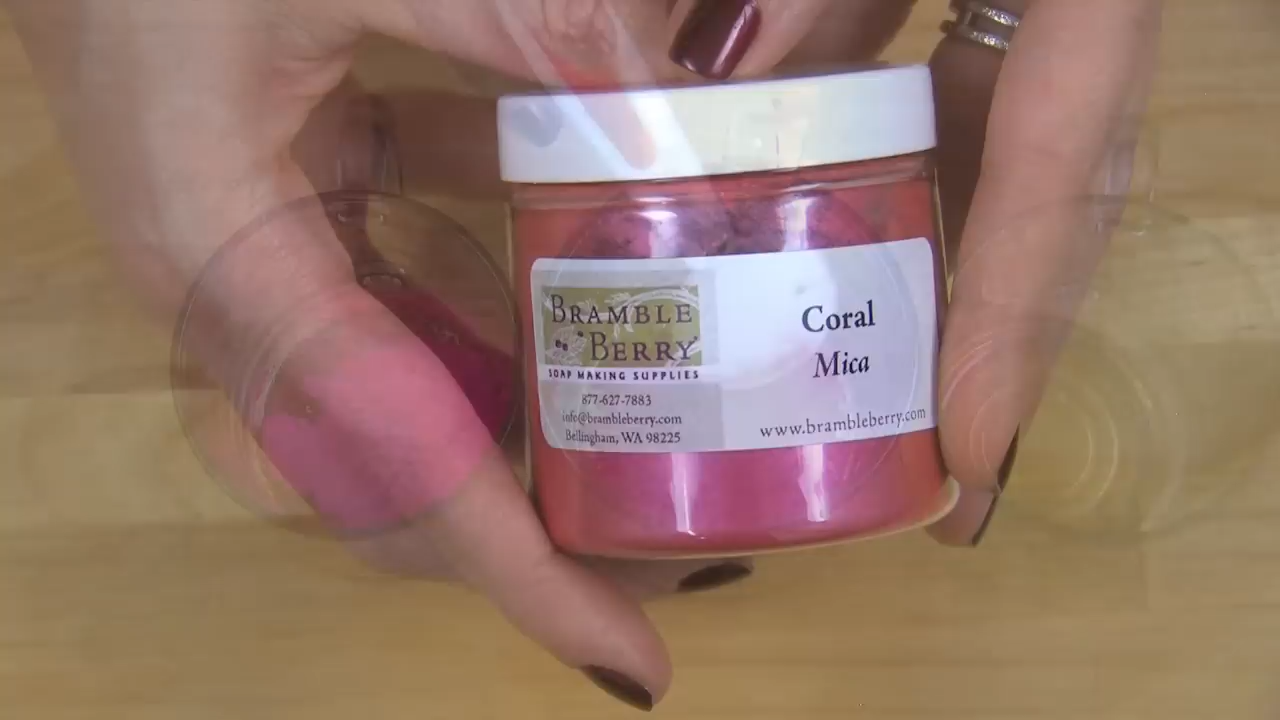 BRAMBLE
BERRY
SOAP MAKING SUPPLIES
877-627-7883
info@brambleberry.com
Bellingham, WA 98225
Coral
Mica
www.brambleberry.com